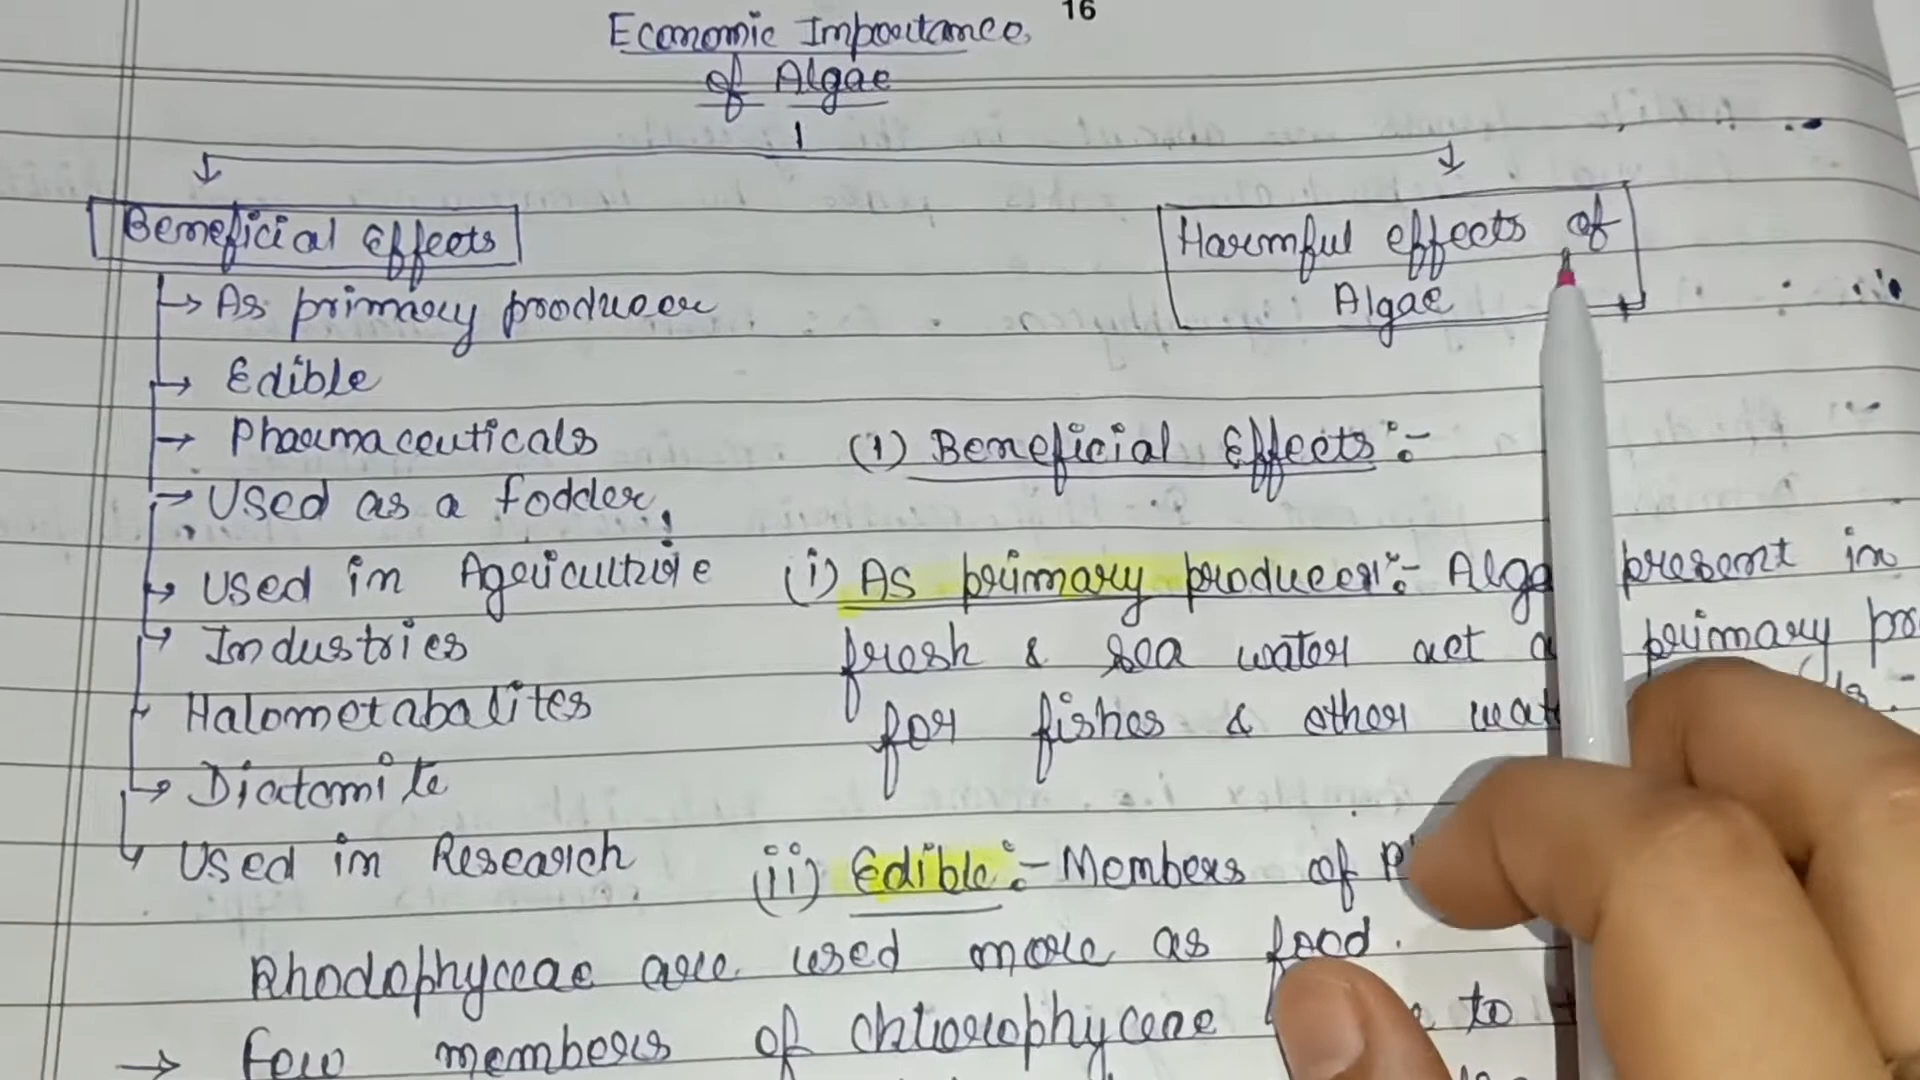 16
Economic Importance
of Algae
Beneficial Effects
Harmful effects of
Algae
As primary producer
Edible
Pharmaceuticals
Used as a fodder
Used in Agriculture
Industries
Halometabalites
Diatomite
Used in Research
(1) Beneficial Effects:-
(i) As primary producer:- Alga present in
fresh & sea water act a primary pro
for fishes & other wat
(ii) Edible:- Members of P
Rhodophyceae are used more as food.
→ Few members of chlorophyceae to